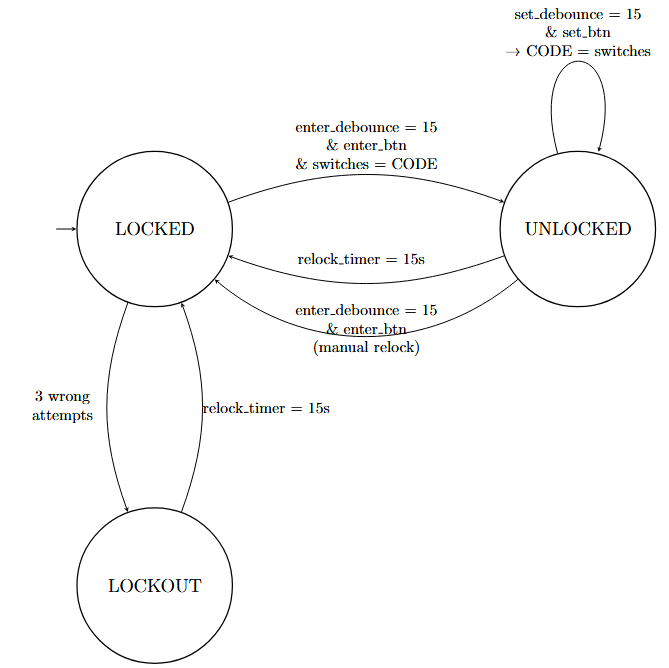 set_debounce = 15
& set_btn
→ CODE = switches
enter_debounce = 15
& enter_btn
& switches = CODE
LOCKED
UNLOCKED
relock_timer = 15s
enter_debounce = 15
& enter_btn
(manual relock)
3 wrong
attempts
relock_timer = 15s
LOCKOUT